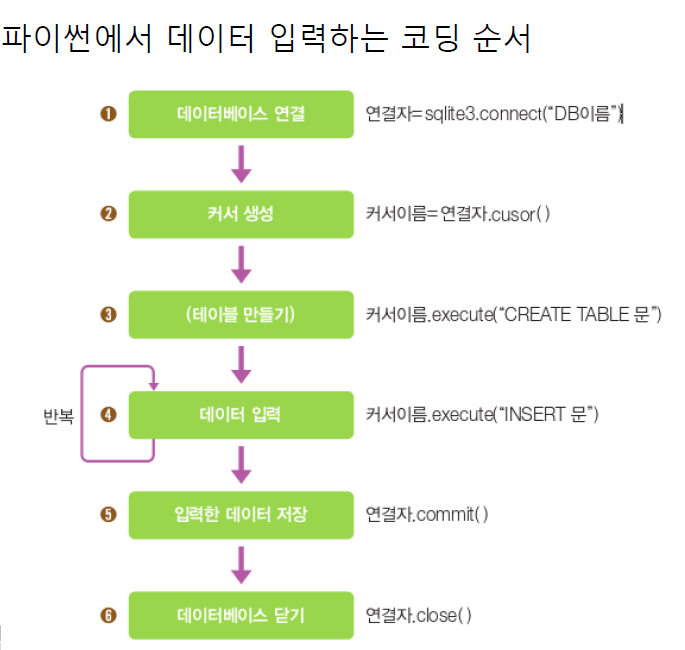 파이썬에서 데이터 입력하는 코딩 순서
❶ 데이터베이스 연결 연결자=sqlite3.connect(“DB이름”)
❷ 커서 생성 커서이름=연결자.cusor( )
❸ (테이블 만들기) 커서이름.execute(“CREATE TABLE 문”)
반복 ❹ 데이터 입력 커서이름.execute(“INSERT 문”)
❺ 입력한 데이터 저장 연결자.commit( )
❻ 데이터베이스 닫기 연결자.close( )